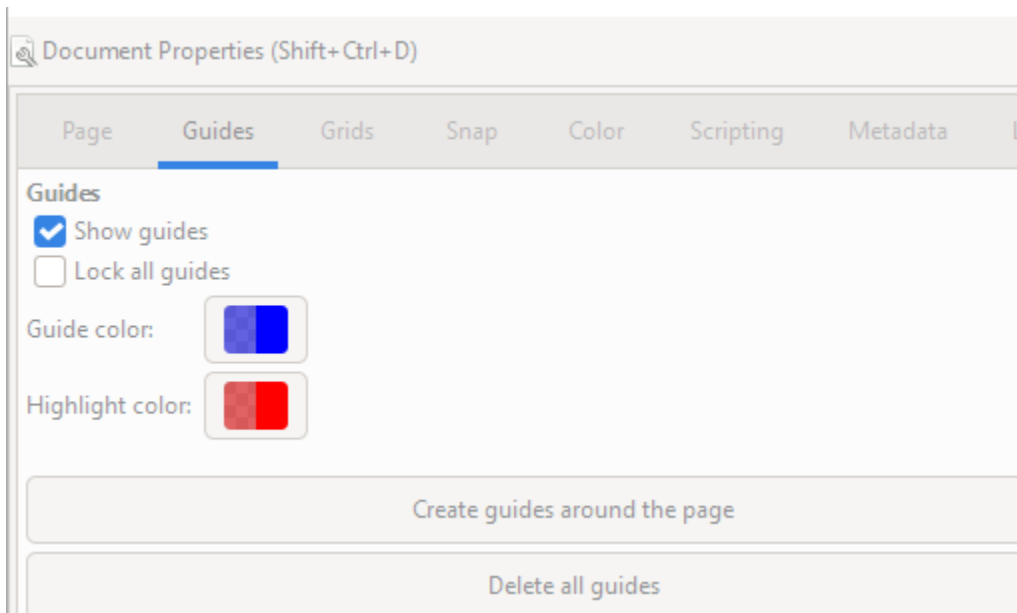 Document Properties (Shift+Ctrl+D)
Page Guides Grids Snap Color Scripting Metadata
Guides
Show guides
Lock all guides
Guide color:
Highlight color:
Create guides around the page
Delete all guides